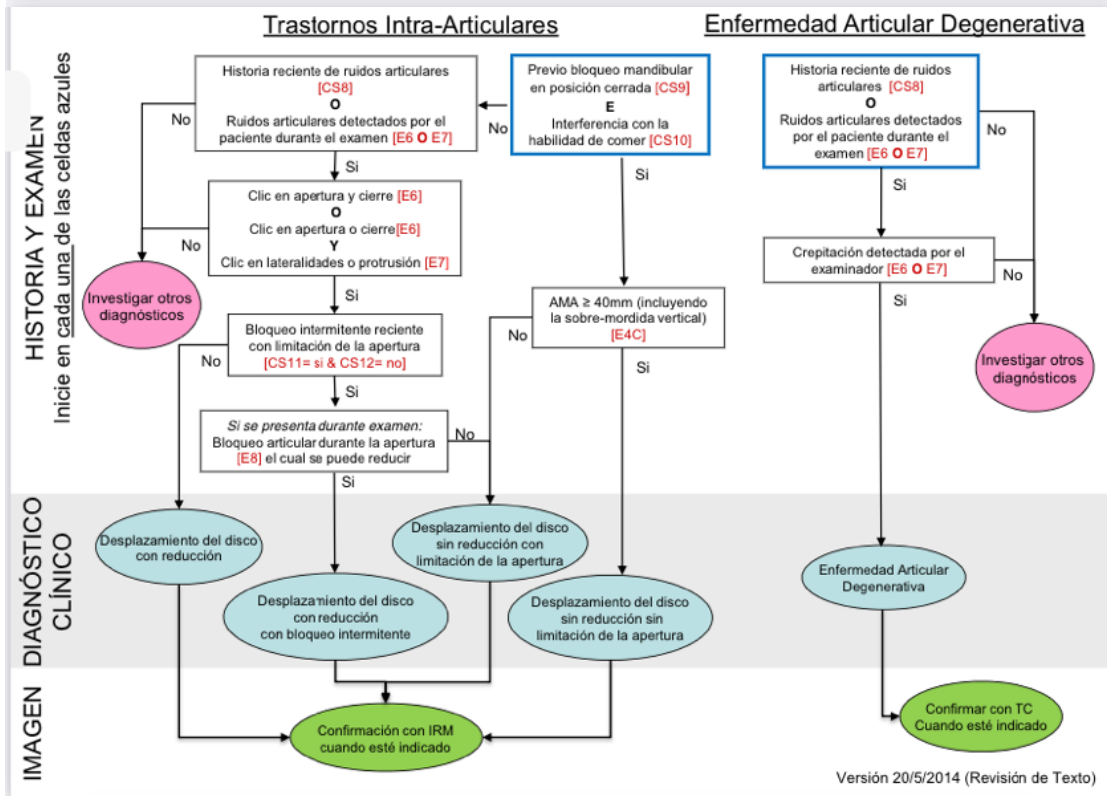 Trastornos Intra-Articulares
Enfermedad Articular Degenerativa
HISTORIA Y EXAMEN
Inicie en cada una de las celdas azules
Historia reciente de ruidos articulares
[CS8]
O
Ruidos articulares detectados por el
paciente durante el examen [E6 O E7]
No
Si
Previo bloqueo mandibular
en posición cerrada [CS9]
E
Interferencia con la
habilidad de comer [CS10]
No
Si
Historia reciente de ruidos
articulares [CS8]
O
Ruidos articulares detectados
por el paciente durante el
examen [E6 O E7]
No
Si
Clic en apertura y cierre [E6]
O
Clic en apertura o cierre[E6]
Y
Clic en lateralidades o protrusión [E7]
No
Si
Crepitación detectada por el
examinador [E6 O E7]
No
Si
Investigar otros
diagnósticos
AMA ≥ 40mm (incluyendo
la sobre-mordida vertical)
[E4C]
No
Si
Bloqueo intermitente reciente
con limitación de la apertura
[CS11= si & CS12= no]
No
Si
Investigar otros
diagnósticos
Si se presenta durante examen:
Bloqueo articular durante la apertura
[E8] el cual se puede reducir
No
Si
DIAGNÓSTICO
CLÍNICO
Desplazamiento del disco
con reducción
Desplazamiento del disco
con reducción
con bloqueo intermitente
Desplazamiento del disco
sin reducción con
limitación de la apertura
Desplazamiento del disco
sin reducción sin
limitación de la apertura
Enfermedad Articular
Degenerativa
IMAGEN
Confirmación con IRM
cuando esté indicado
Confirmar con TC
Cuando esté indicado
Versión 20/5/2014 (Revisión de Texto)